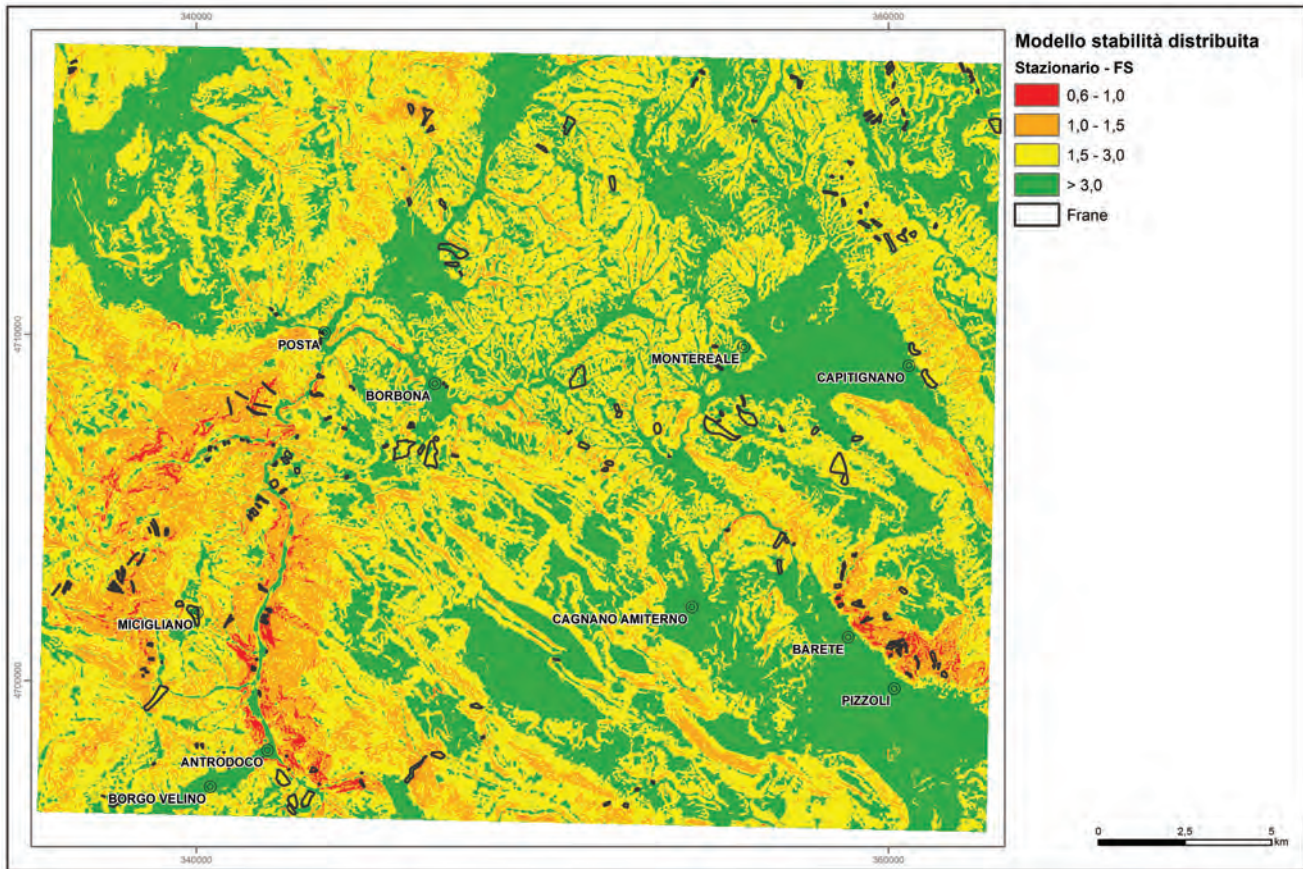 340000
360000
Modello stabilità distribuita
Stazionario - FS
0,6 - 1,0
1,0 - 1,5
1,5 - 3,0
> 3,0
Frane
4710000
POSTA
MONTEREALE
CAPITIGNANO
BORBONA
CAGNANO AMITERNO
MICIGLIANO
BARETE
4700000
PIZZOLI
ANTRODOCO
BORGO VELINO
0 2,5 5
km
340000
360000